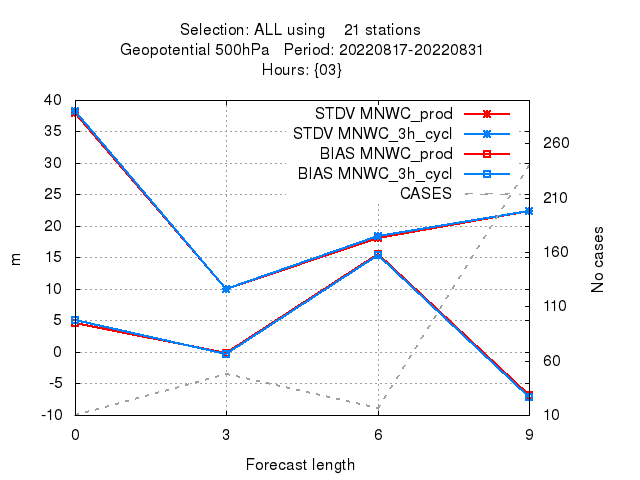 Selection: ALL using    21 stations
Geopotential 500hPa   Period: 20220817-20220831
Hours: {03}
STDV MNWC_prod
STDV MNWC_3h_cycl
BIAS MNWC_prod
BIAS MNWC_3h_cycl
CASES
40
35
30
25
20
15
10
5
0
-5
-10
m
260
210
160
110
60
10
No cases
0 3 6 9
Forecast length